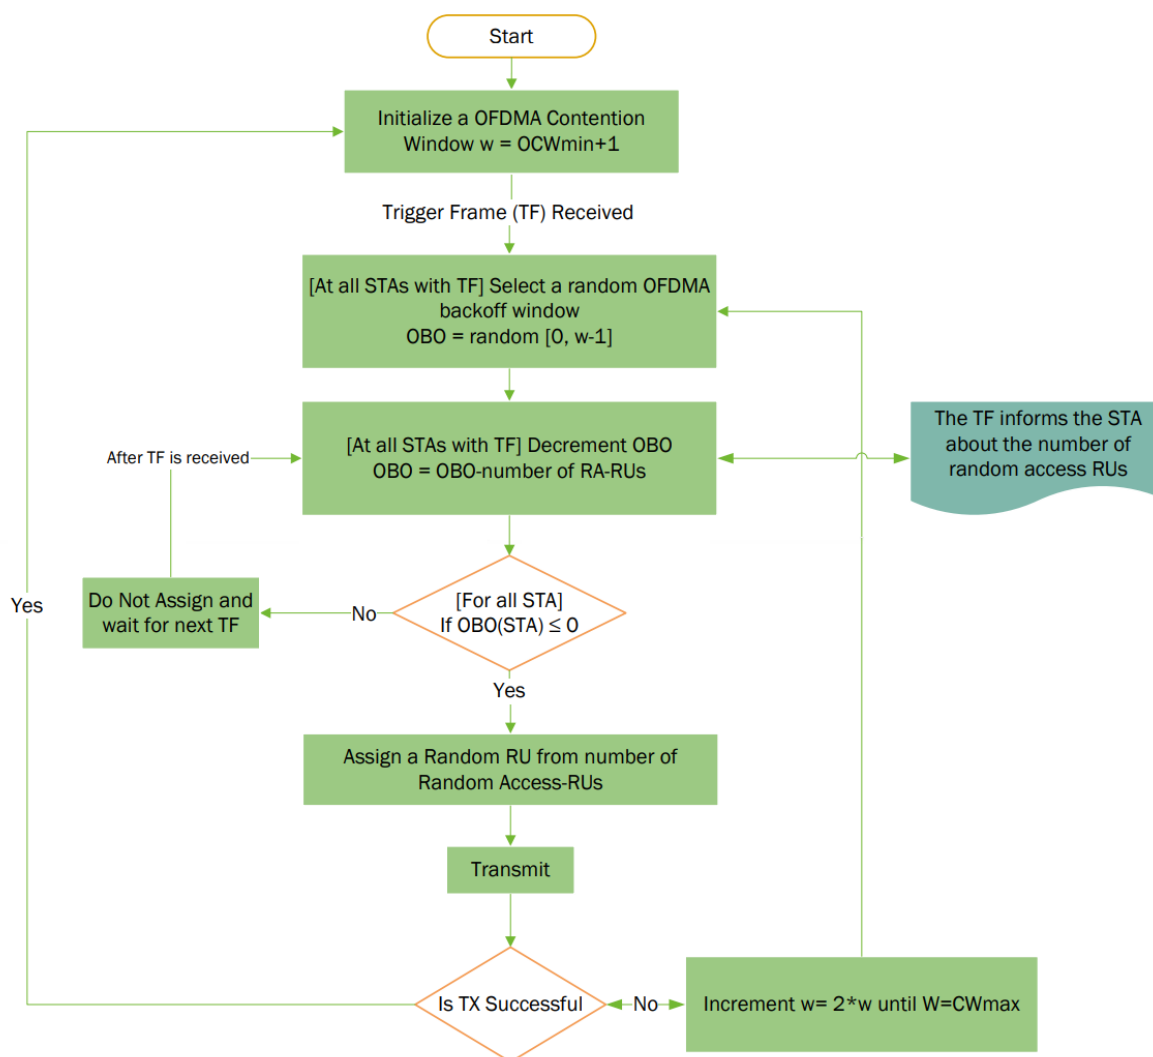 Start
Initialize a OFDMA Contention
Window w = OCWmin+1
Trigger Frame (TF) Received
[At all STAs with TF] Select a random OFDMA
backoff window
OBO = random [0, w-1]
[At all STAs with TF] Decrement OBO
OBO = OBO-number of RA-RUs
The TF informs the STA
about the number of
random access RUs
After TF is received
[For all STA]
If OBO(STA) ≤ 0
No
Do Not Assign and
wait for next TF
Yes
Yes
Assign a Random RU from number of
Random Access-RUs
Transmit
Is TX Successful
No
Increment w= 2*w until W=CWmax